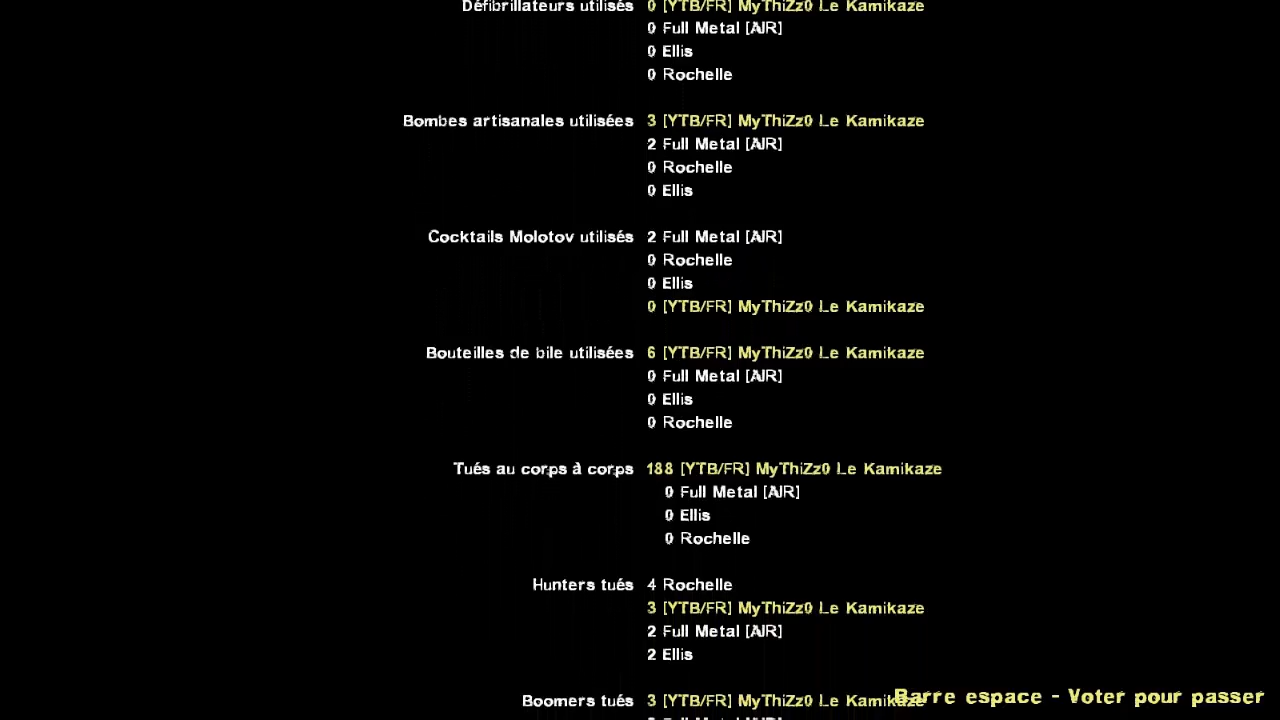 Défibrillateurs utilisés 0 [YTB/FR] MyThiZz0 Le Kamikaze
0 Full Metal [AIR]
0 Ellis
0 Rochelle
Bombes artisanales utilisées 3 [YTB/FR] MyThiZz0 Le Kamikaze
2 Full Metal [AIR]
0 Rochelle
0 Ellis
Cocktails Molotov utilisés 2 Full Metal [AIR]
0 Rochelle
0 Ellis
0 [YTB/FR] MyThiZz0 Le Kamikaze
Bouteilles de bile utilisées 6 [YTB/FR] MyThiZz0 Le Kamikaze
0 Full Metal [AIR]
0 Ellis
0 Rochelle
Tués au corps à corps 188 [YTB/FR] MyThiZz0 Le Kamikaze
0 Full Metal [AIR]
0 Ellis
0 Rochelle
Hunters tués 4 Rochelle
3 [YTB/FR] MyThiZz0 Le Kamikaze
2 Full Metal [AIR]
2 Ellis
Boomers tués 3 [YTB/FR] MyThiZz0 Le Kamikaze
Barre espace - Voter pour passer